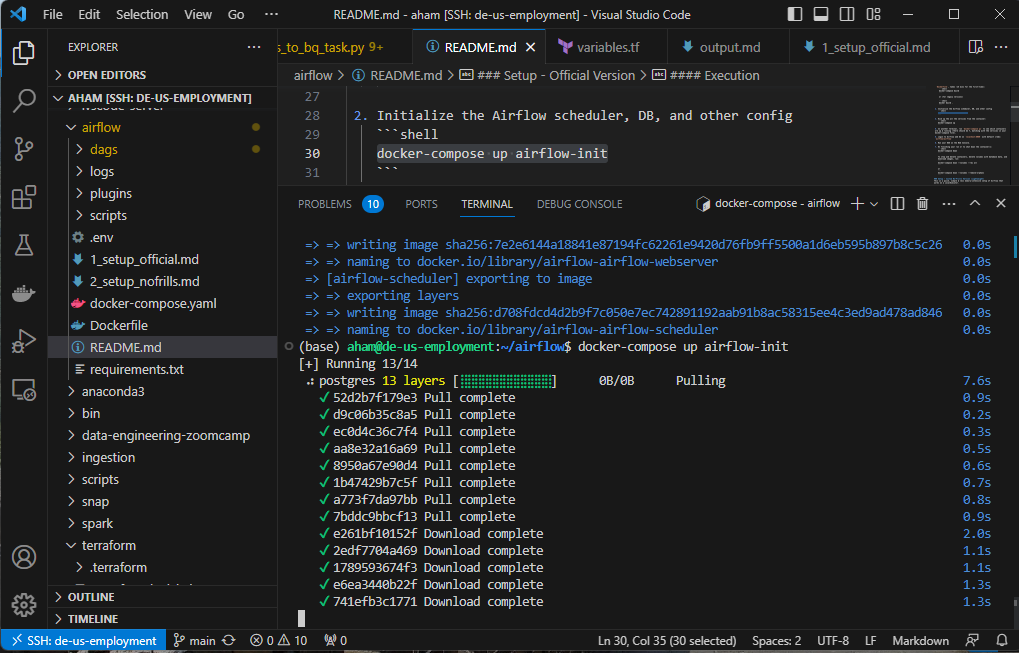 File Edit Selection View Go ··· README.md - aham [SSH: de-us-employment] - Visual Studio Code
EXPLORER ···
OPEN EDITORS
AHAM [SSH: DE-US-EMPLOYMENT]
airflow
dags
logs
plugins
scripts
.env
1_setup_official.md
2_setup_nofrills.md
docker-compose.yaml
Dockerfile
README.md
requirements.txt
anaconda3
bin
data-engineering-zoomcamp
ingestion
scripts
snap
spark
terraform
.terraform
OUTLINE
TIMELINE
s_to_bq_task.py 9+ README.md variables.tf output.md 1_setup_official.md ···
airflow > README.md > ### Setup - Official Version > #### Execution
27
28 2. Initialize the Airflow scheduler, DB, and other config
29 ```shell
30 docker-compose up airflow-init
31 ```
PROBLEMS 10 PORTS TERMINAL DEBUG CONSOLE docker-compose - airflow ···
=> => writing image sha256:7e2e6144a18841e87194fc62261e9420d76fb9ff5500a1d6eb595b897b8c5c26 0.0s
=> => naming to docker.io/library/airflow-airflow-webserver 0.0s
=> [airflow-scheduler] exporting to image 0.0s
=> => exporting layers 0.0s
=> => writing image sha256:d708fdcd4d2b9f7c050e7ec742891192aab91b8ac58315ee4c3ed9ad478ad846 0.0s
=> => naming to docker.io/library/airflow-airflow-scheduler 0.0s
(base) aham@de-us-employment:~/airflow$ docker-compose up airflow-init
[+] Running 13/14
postgres 13 layers [⣿⣿⣿⣿⣿⣿⣿⣿⣿⣿⣿⣿⣿] 0B/0B Pulling 7.6s
✔ 52d2b7f179e3 Pull complete 0.9s
✔ d9c06b35c8a5 Pull complete 0.2s
✔ ec0d4c36c7f4 Pull complete 0.3s
✔ aa8e32a16a69 Pull complete 0.5s
✔ 8950a67e90d4 Pull complete 0.6s
✔ 1b47429b7c5f Pull complete 0.7s
✔ a773f7da97bb Pull complete 0.8s
✔ 7bddc9bbcf13 Pull complete 0.9s
✔ e261bf10152f Download complete 2.0s
✔ 2edf7704a469 Download complete 1.1s
✔ 1789593674f3 Download complete 1.1s
✔ e6ea3440b22f Download complete 1.3s
✔ 741efb3c1771 Download complete 1.3s
SSH: de-us-employment main 0 10 0 Ln 30, Col 35 (30 selected) Spaces: 2 UTF-8 LF Markdown